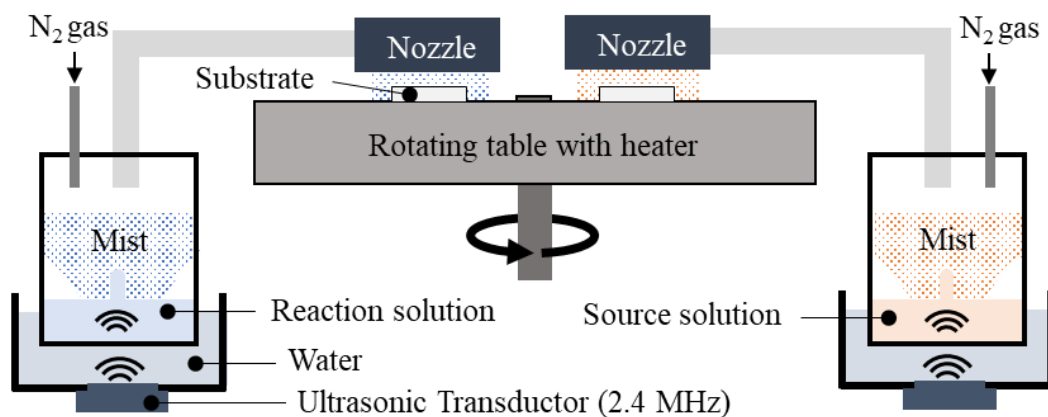 N₂ gas
Nozzle
Nozzle
N₂ gas
Substrate
Rotating table with heater
Mist
Mist
Reaction solution
Source solution
Water
Ultrasonic Transductor (2.4 MHz)